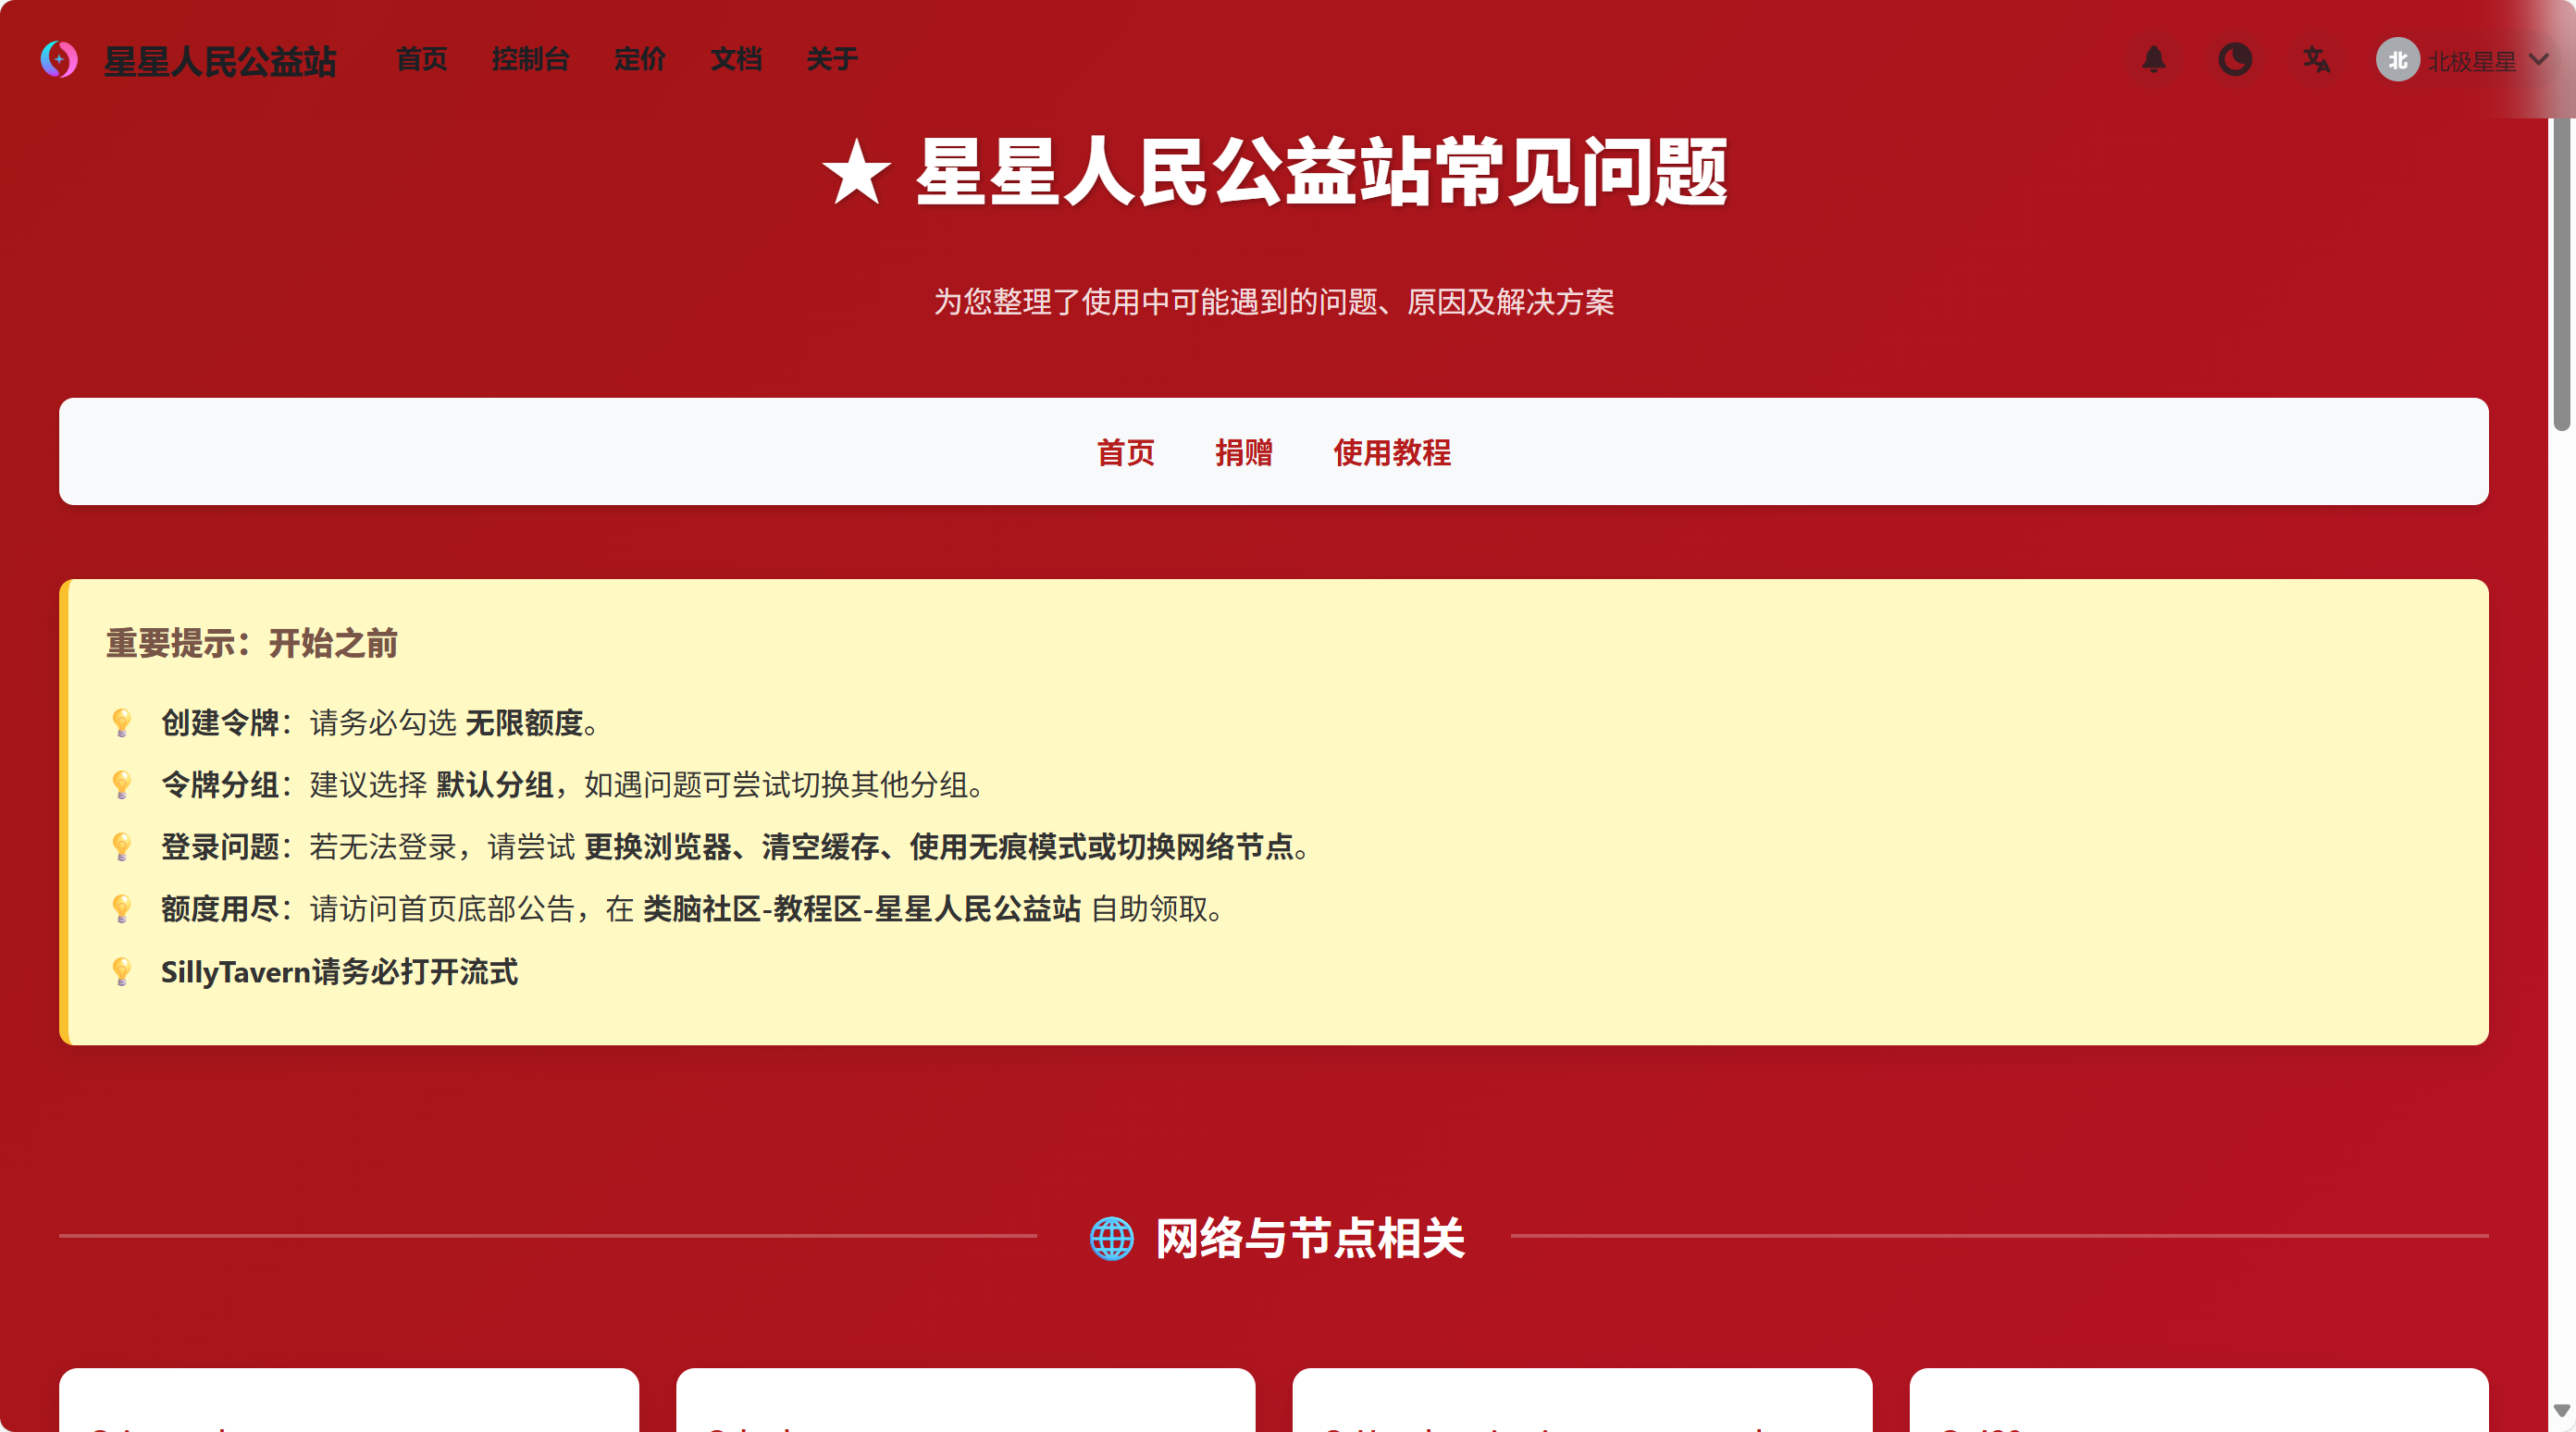 星星人民公益站 首页 控制台 定价 文档 关于 北 北极星星
★ 星星人民公益站常见问题
为您整理了使用中可能遇到的问题、原因及解决方案
首页 捐赠 使用教程
重要提示：开始之前
创建令牌：请务必勾选 无限额度。
令牌分组：建议选择 默认分组，如遇问题可尝试切换其他分组。
登录问题：若无法登录，请尝试 更换浏览器、清空缓存、使用无痕模式或切换网络节点。
额度用尽：请访问首页底部公告，在 类脑社区-教程区-星星人民公益站 自助领取。
SillyTavern请务必打开流式
网络与节点相关